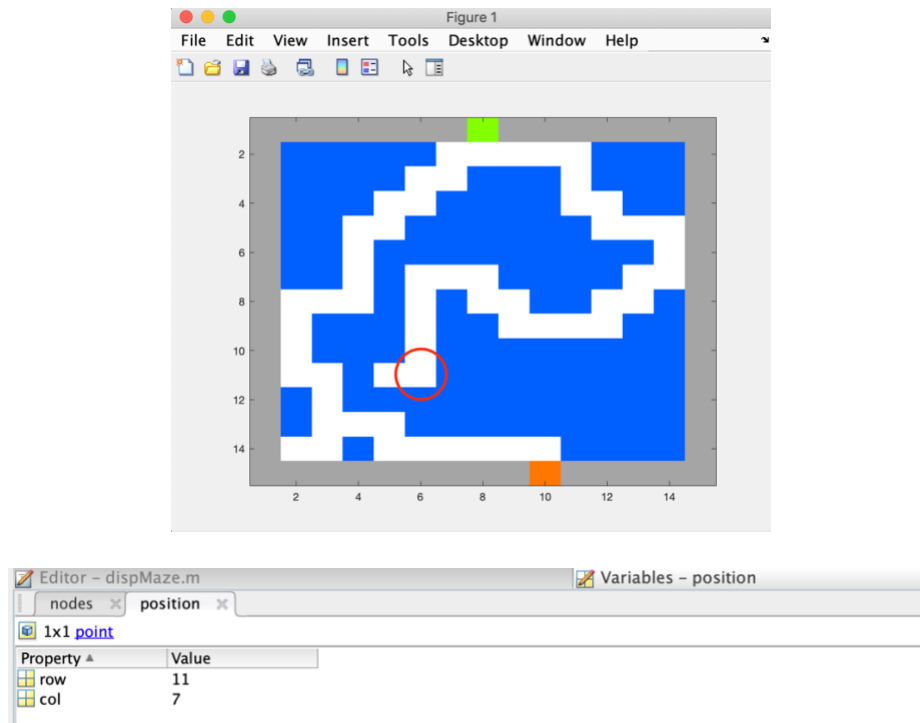 Figure 1
File Edit View Insert Tools Desktop Window Help
2
4
6
8
10
12
14
2 4 6 8 10 12 14
Editor – dispMaze.m Variables – position
nodes position
1x1 point
Property Value
row 11
col 7